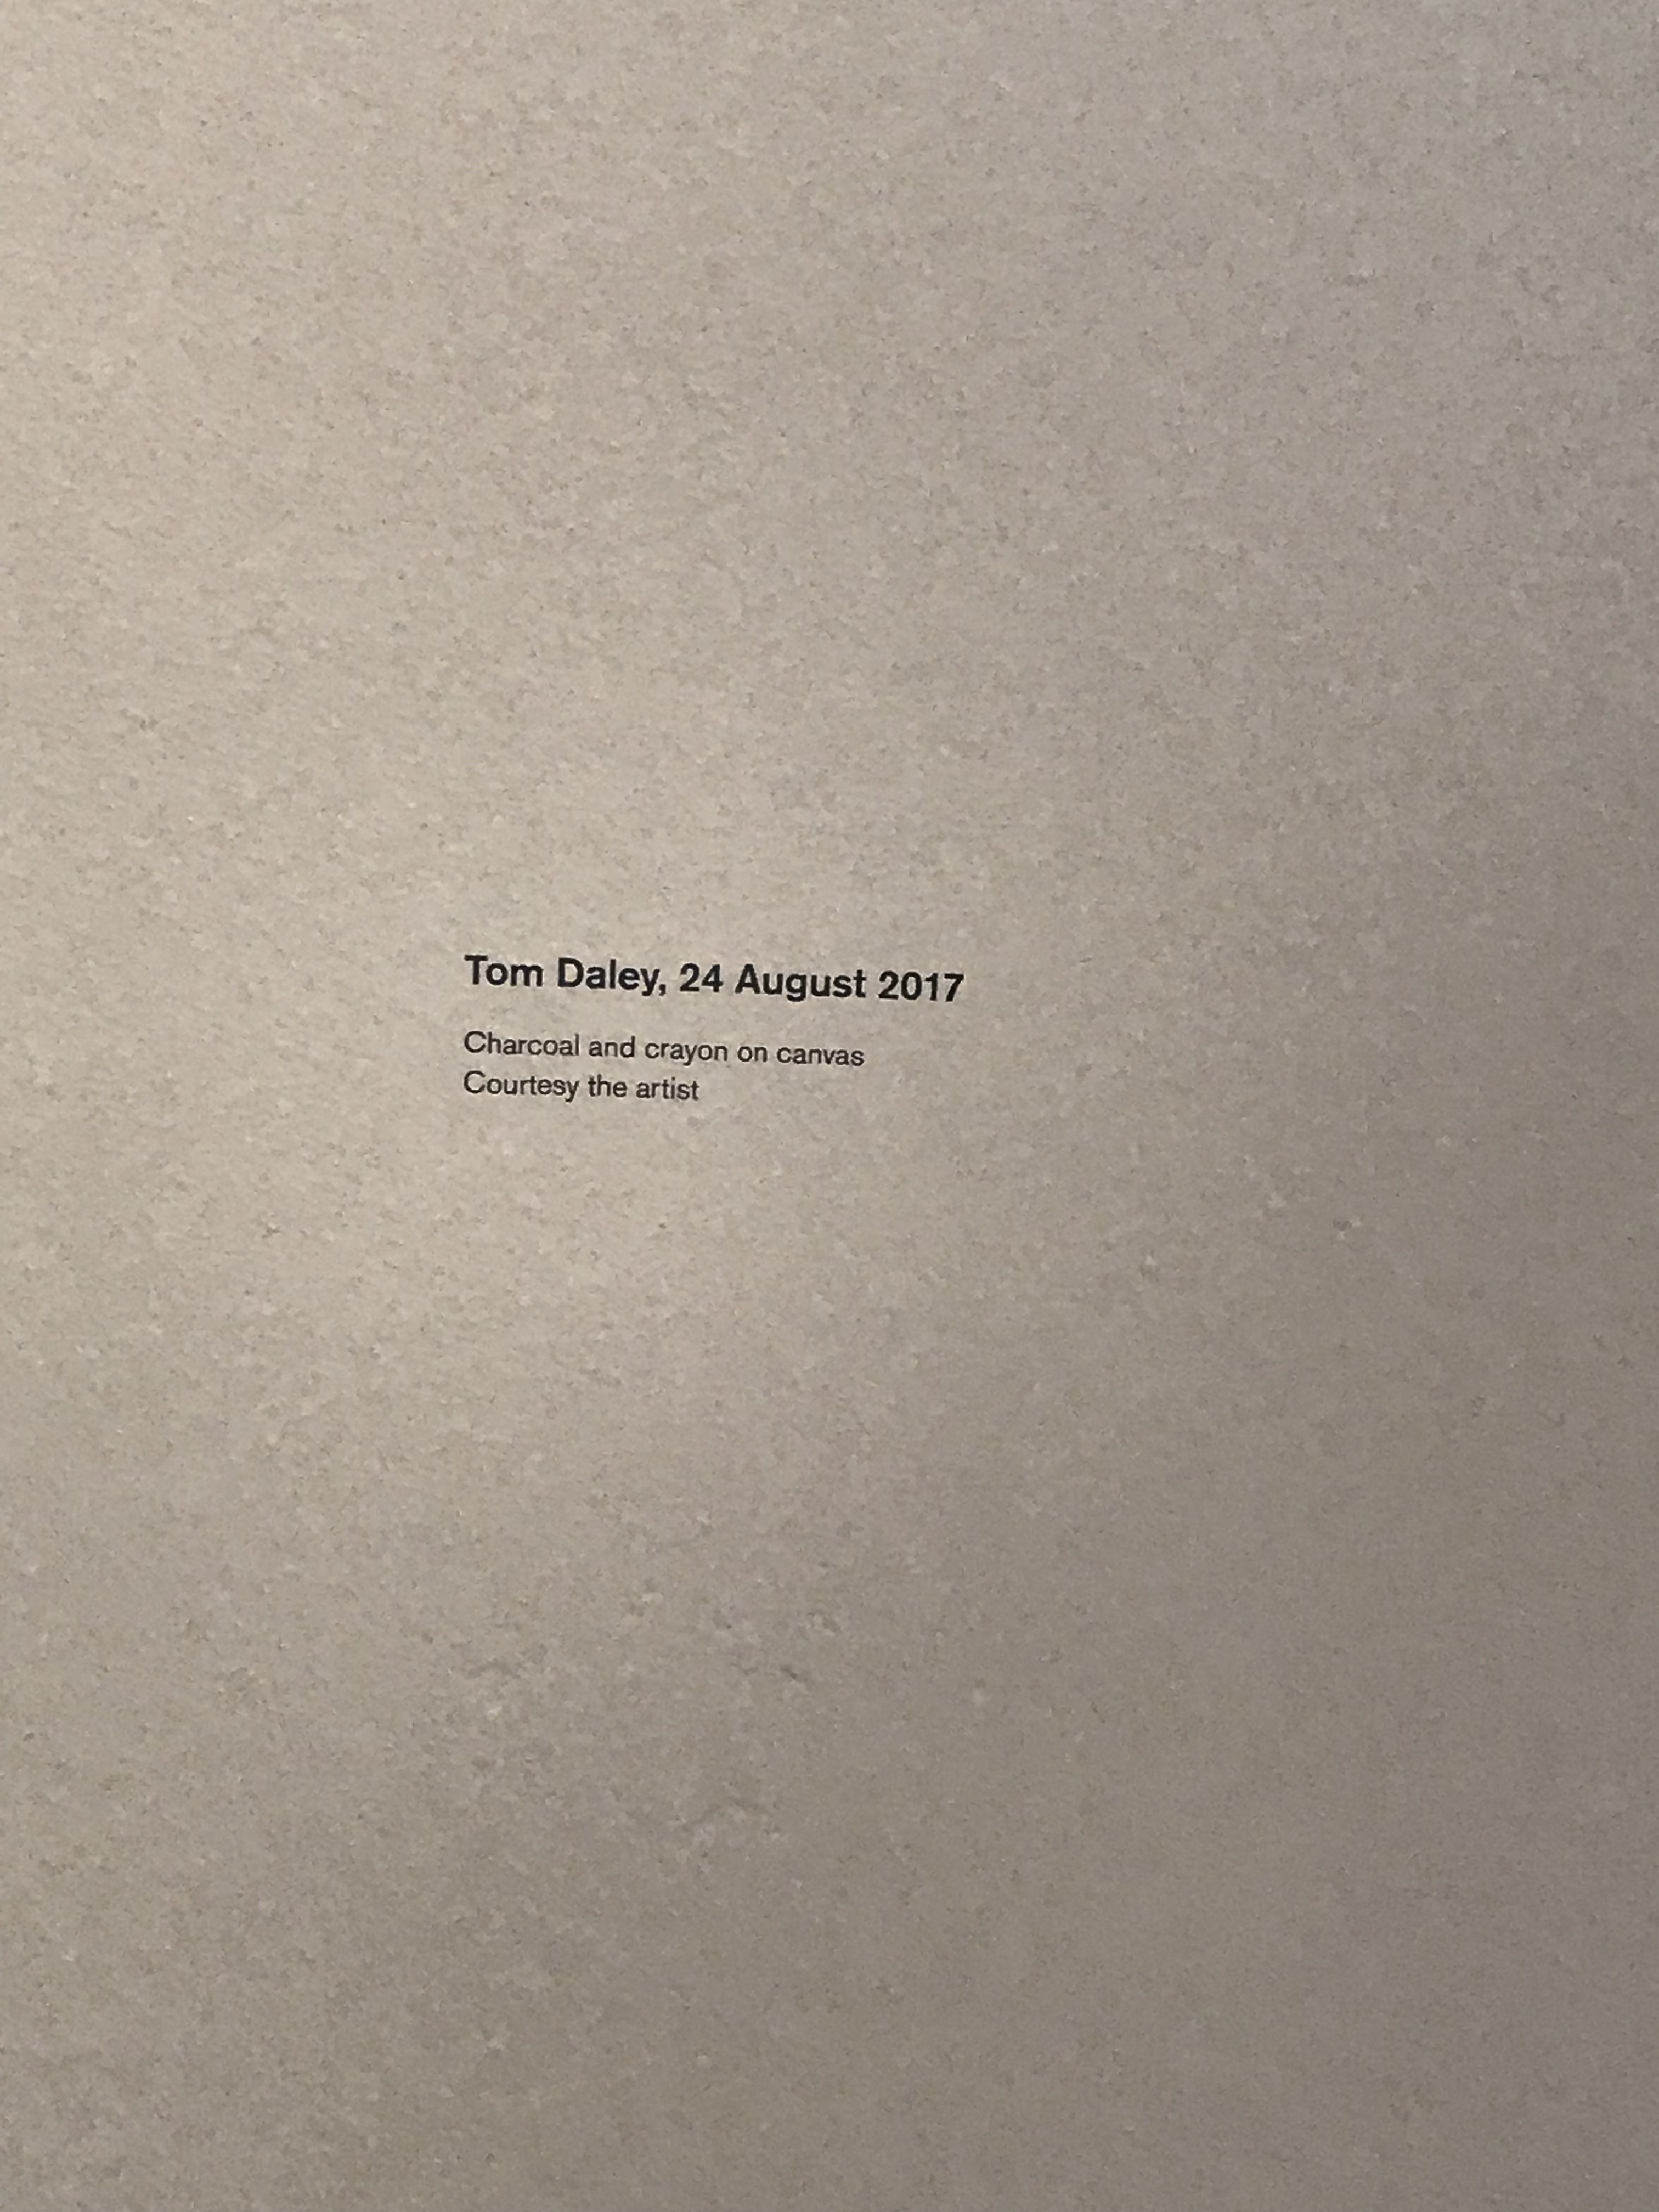 Tom Daley, 24 August 2017
Charcoal and crayon on canvas
Courtesy the artist